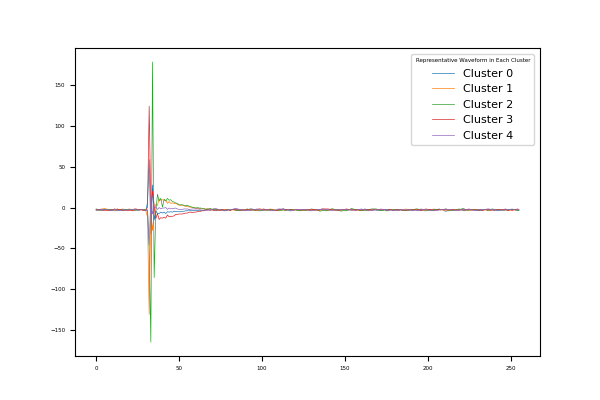 Representative Waveform in Each Cluster
Cluster 0
Cluster 1
Cluster 2
Cluster 3
Cluster 4
150
100
50
0
−50
−100
−150
0 50 100 150 200 250